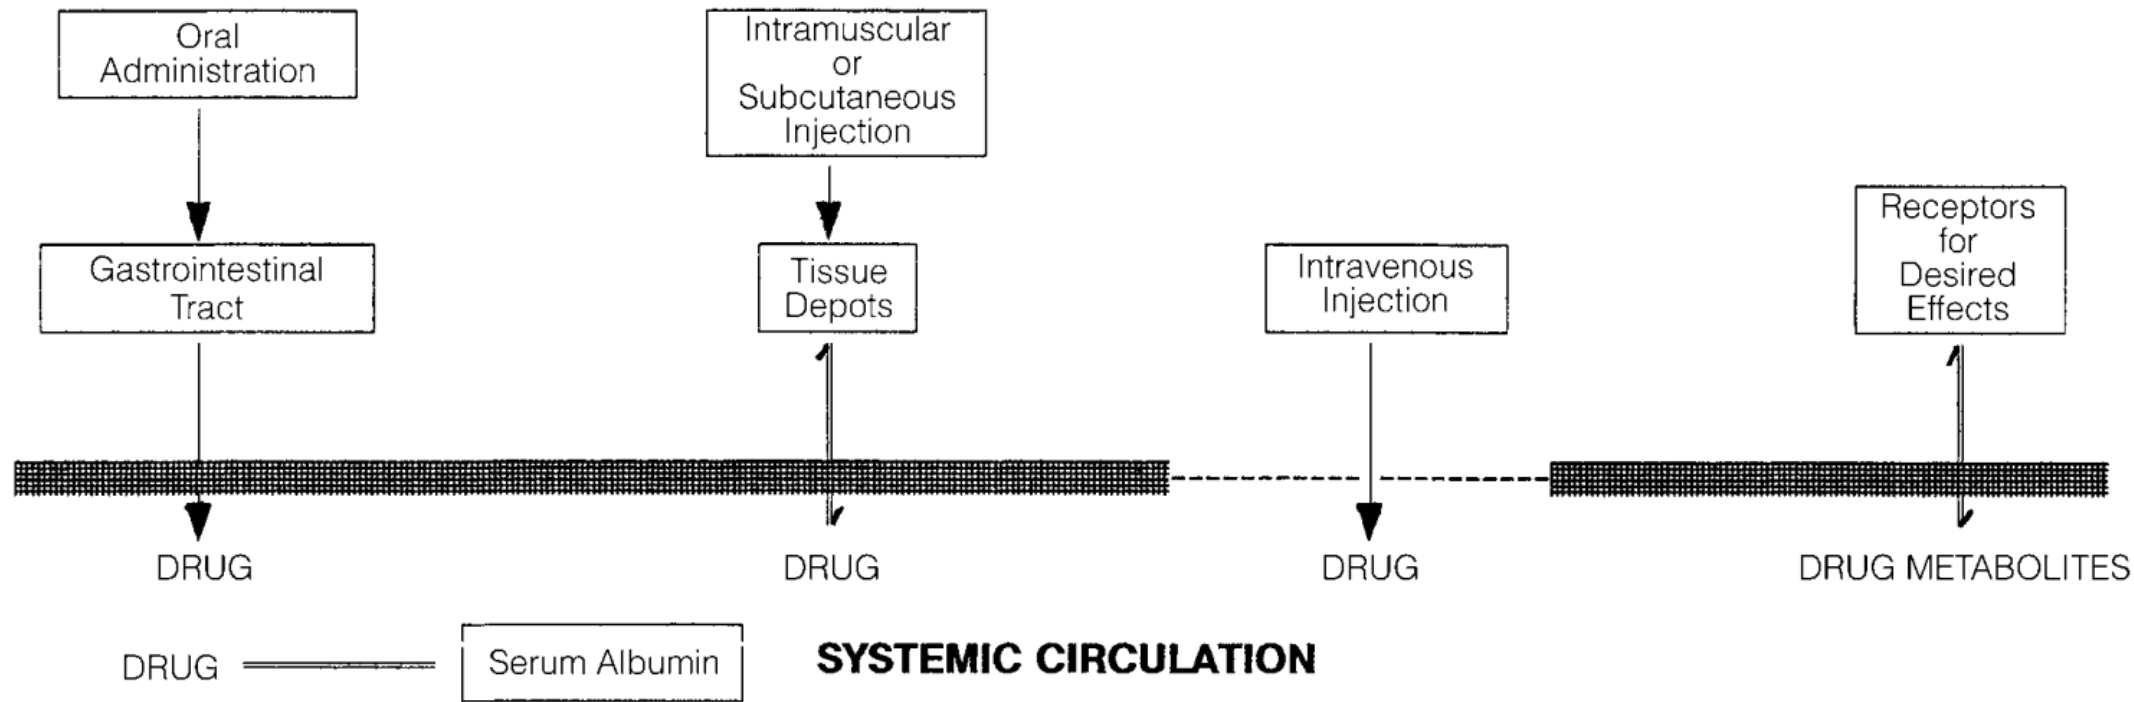 Oral
Administration
Intramuscular
or
Subcutaneous
Injection
Gastrointestinal
Tract
Tissue
Depots
Intravenous
Injection
Receptors
for
Desired
Effects
DRUG
DRUG
DRUG
DRUG METABOLITES
DRUG
Serum Albumin
SYSTEMIC CIRCULATION